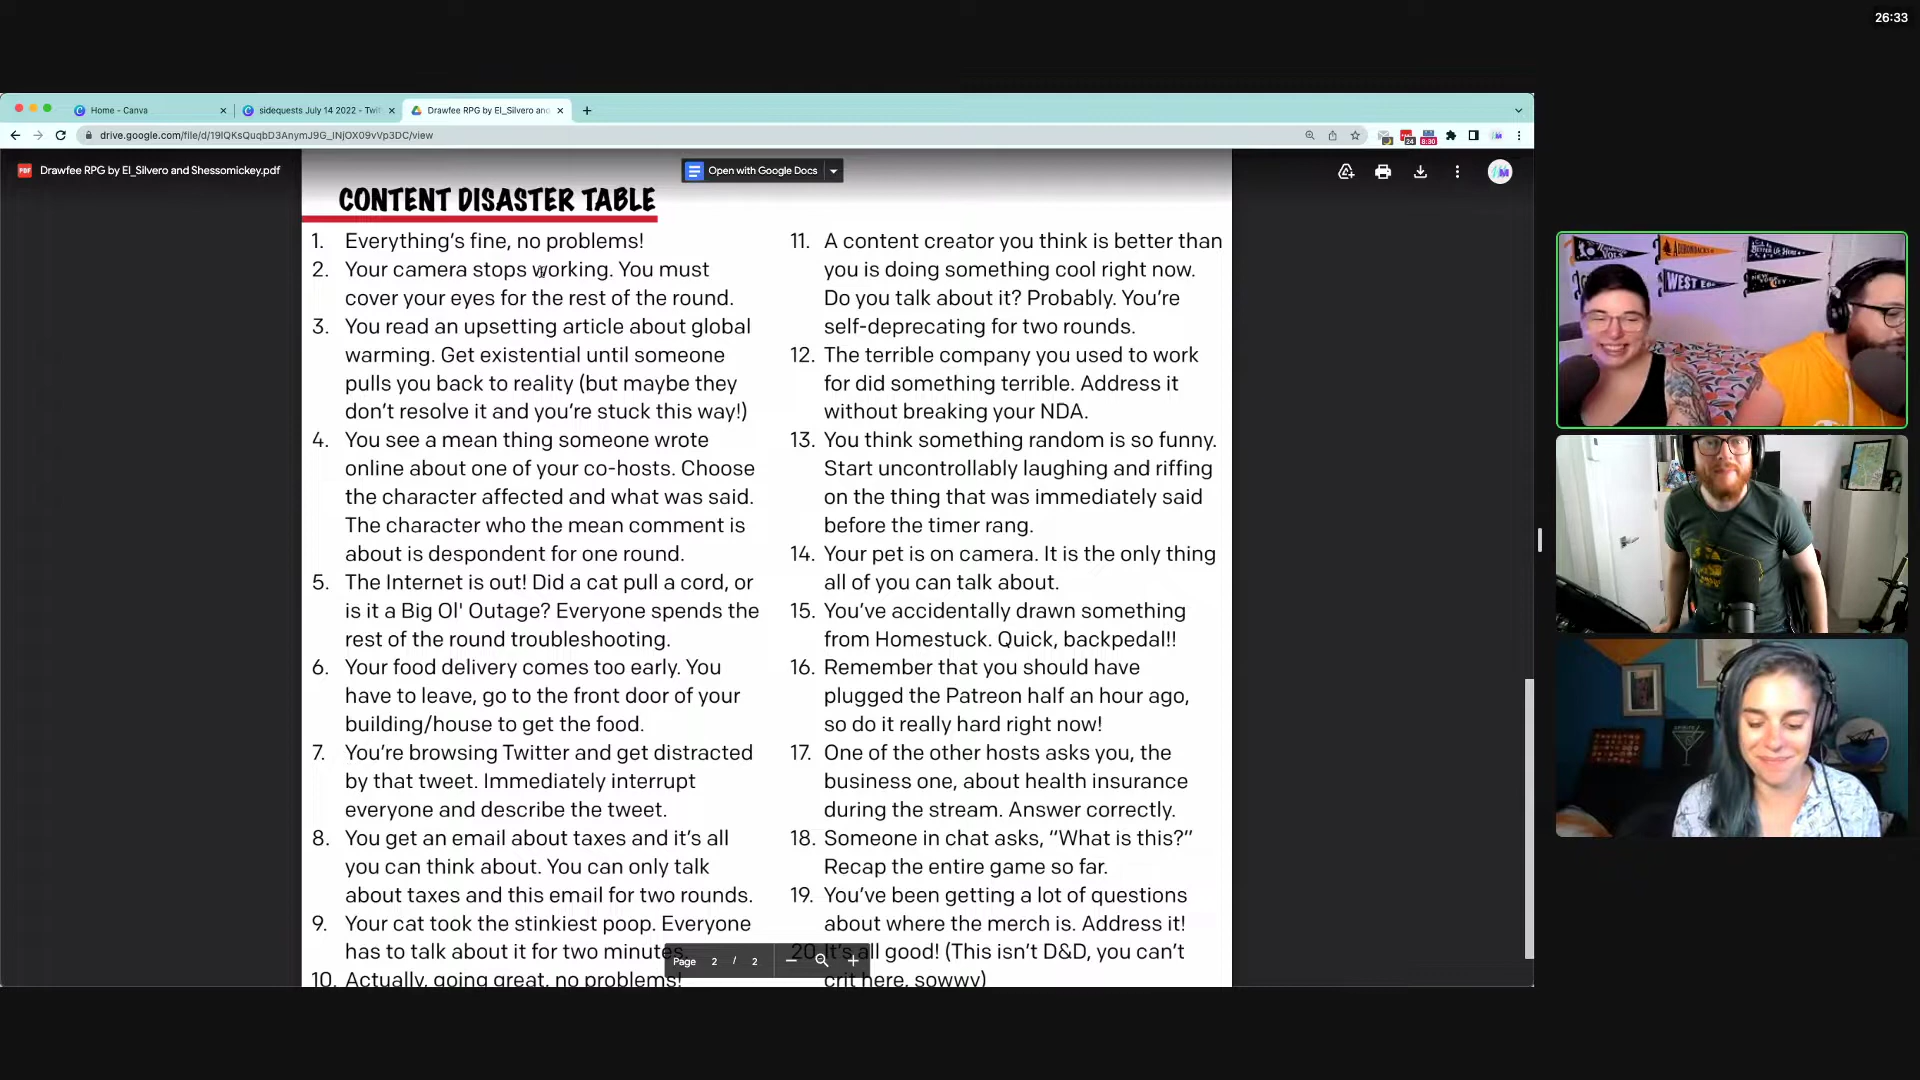 26:33
Home - Canva
sidequests July 14 2022 - Twi
Drawfee RPG by El_Silvero and
drive.google.com/file/d/19lQKsQuqbD3AnymJ9G_lNjOX09vVp3DC/view
24
8:30
PDF
Drawfee RPG by El_Silvero and Shessomickey.pdf
Open with Google Docs
CONTENT DISASTER TABLE
1. Everything's fine, no problems!
2. Your camera stops working. You must
cover your eyes for the rest of the round.
3. You read an upsetting article about global
warming. Get existential until someone
pulls you back to reality (but maybe they
don't resolve it and you're stuck this way!)
4. You see a mean thing someone wrote
online about one of your co-hosts. Choose
the character affected and what was said.
The character who the mean comment is
about is despondent for one round.
5. The Internet is out! Did a cat pull a cord, or
is it a Big Ol' Outage? Everyone spends the
rest of the round troubleshooting.
6. Your food delivery comes too early. You
have to leave, go to the front door of your
building/house to get the food.
7. You're browsing Twitter and get distracted
by that tweet. Immediately interrupt
everyone and describe the tweet.
8. You get an email about taxes and it's all
you can think about. You can only talk
about taxes and this email for two rounds.
9. Your cat took the stinkiest poop. Everyone
has to talk about it for two minutes.
10. Actually, going great, no problems!
11. A content creator you think is better than
you is doing something cool right now.
Do you talk about it? Probably. You're
self-deprecating for two rounds.
12. The terrible company you used to work
for did something terrible. Address it
without breaking your NDA.
13. You think something random is so funny.
Start uncontrollably laughing and riffing
on the thing that was immediately said
before the timer rang.
14. Your pet is on camera. It is the only thing
all of you can talk about.
15. You've accidentally drawn something
from Homestuck. Quick, backpedal!!
16. Remember that you should have
plugged the Patreon half an hour ago,
so do it really hard right now!
17. One of the other hosts asks you, the
business one, about health insurance
during the stream. Answer correctly.
18. Someone in chat asks, "What is this?"
Recap the entire game so far.
19. You've been getting a lot of questions
about where the merch is. Address it!
20. It's all good! (This isn't D&D, you can't
crit here, sowwy)
Page 2 / 2
ADIRONDACKS
WEST E